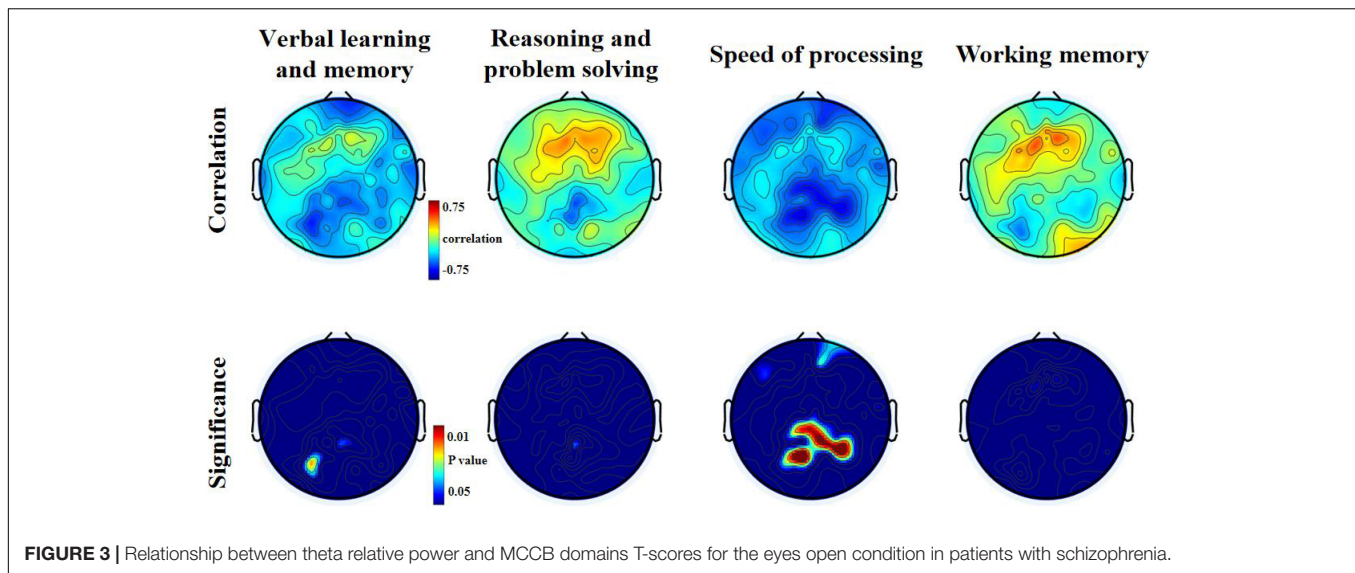 Verbal learning
and memory
Reasoning and
problem solving
Speed of processing
Working memory
Correlation
0.75
correlation
-0.75
Significance
0.01
P value
0.05
FIGURE 3 | Relationship between theta relative power and MCCB domains T-scores for the eyes open condition in patients with schizophrenia.